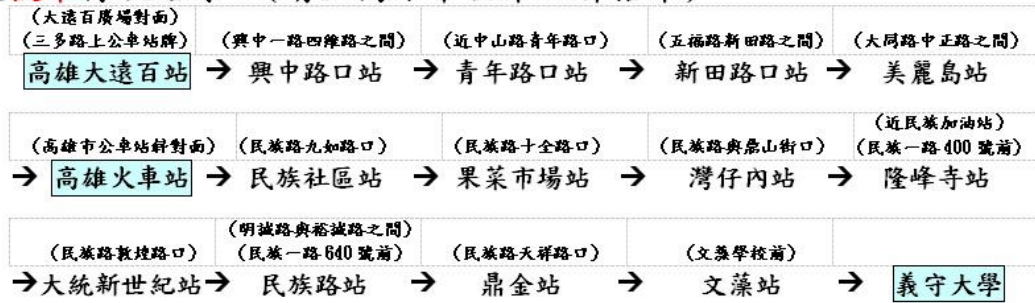 (大遠百廣場對面)
(三多路上公車站牌) (興中一路四維路之間) (近中山路青年路口) (五福路新田路之間) (大同路中正路之間)
高雄大遠百站 → 興中路口站 → 青年路口站 → 新田路口站 → 美麗島站
(近民族加油站)
(高雄市公車站斜對面) (民族路九如路口) (民族路十全路口) (民族路與鼎山街口) (民族一路400號前)
→ 高雄火車站 → 民族社區站 → 果菜市場站 → 灣仔內站 → 隆峰寺站
(明誠路與裕誠路之間)
(民族路敦煌路口) (民族一路640號前) (民族路天祥路口) (文藻學校前)
→大統新世紀站→ 民族路站 → 鼎金站 → 文藻站 → 義守大學